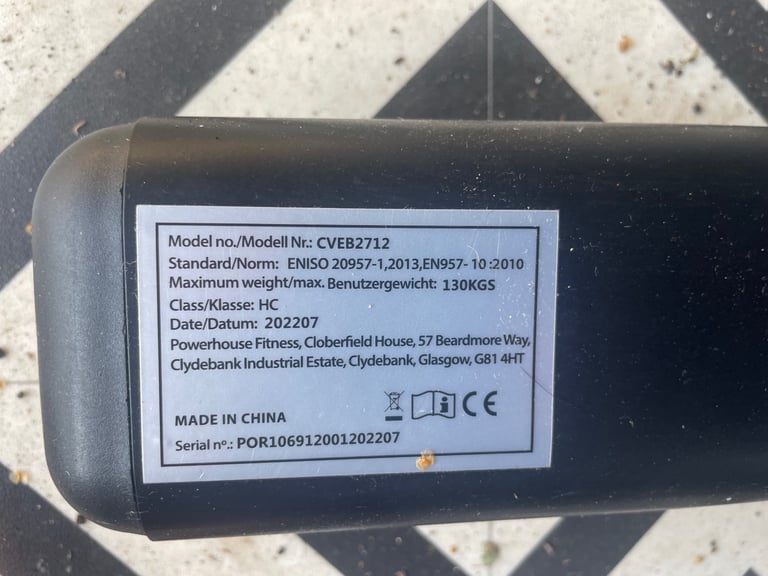 Model no./Modell Nr.: CVEB2712
Standard/Norm: ENISO 20957-1,2013,EN957- 10:2010
Maximum weight/max. Benutzergewicht: 130KGS
Class/Klasse: HC
Date/Datum: 202207
Powerhouse Fitness, Cloberfield House, 57 Beardmore Way,
Clydebank Industrial Estate, Clydebank, Glasgow, G81 4HT
CE
MADE IN CHINA
Serial nº.: POR106912001202207